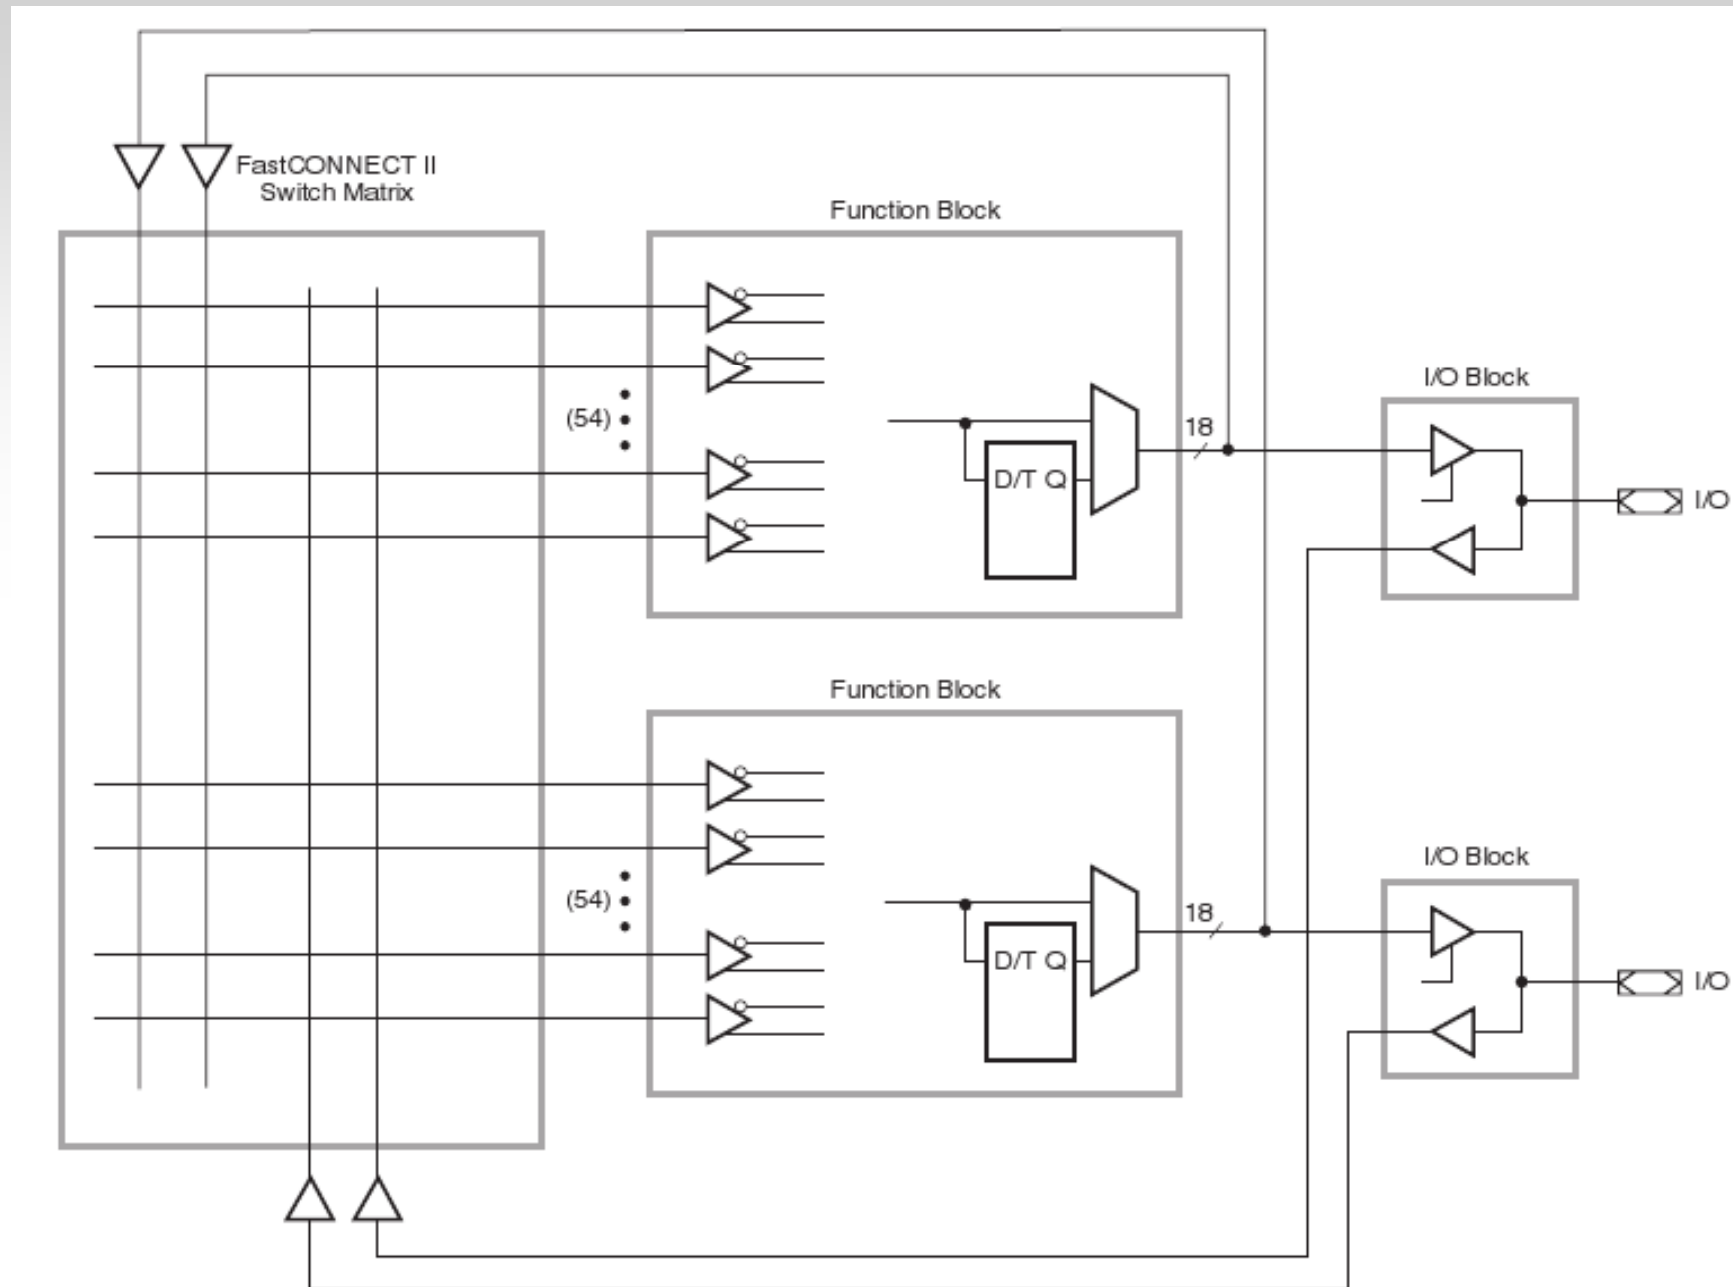 FastCONNECT II
Switch Matrix
Function Block
(54)
D/T Q
18
I/O Block
I/O
Function Block
(54)
D/T Q
18
I/O Block
I/O